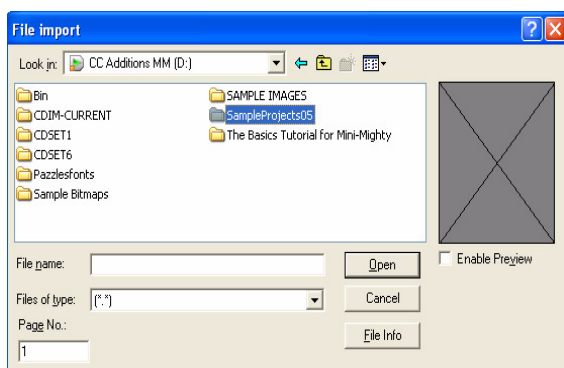 File import
Look in: CC Additions MM (D:)
Bin
CDIM-CURRENT
CDSET1
CDSET6
Pazzlesfonts
Sample Bitmaps
SAMPLE IMAGES
SampleProjects05
The Basics Tutorial for Mini-Mighty
File name:
Open
Enable Preview
Files of type: (*.*)
Cancel
Page No.:
1
File Info